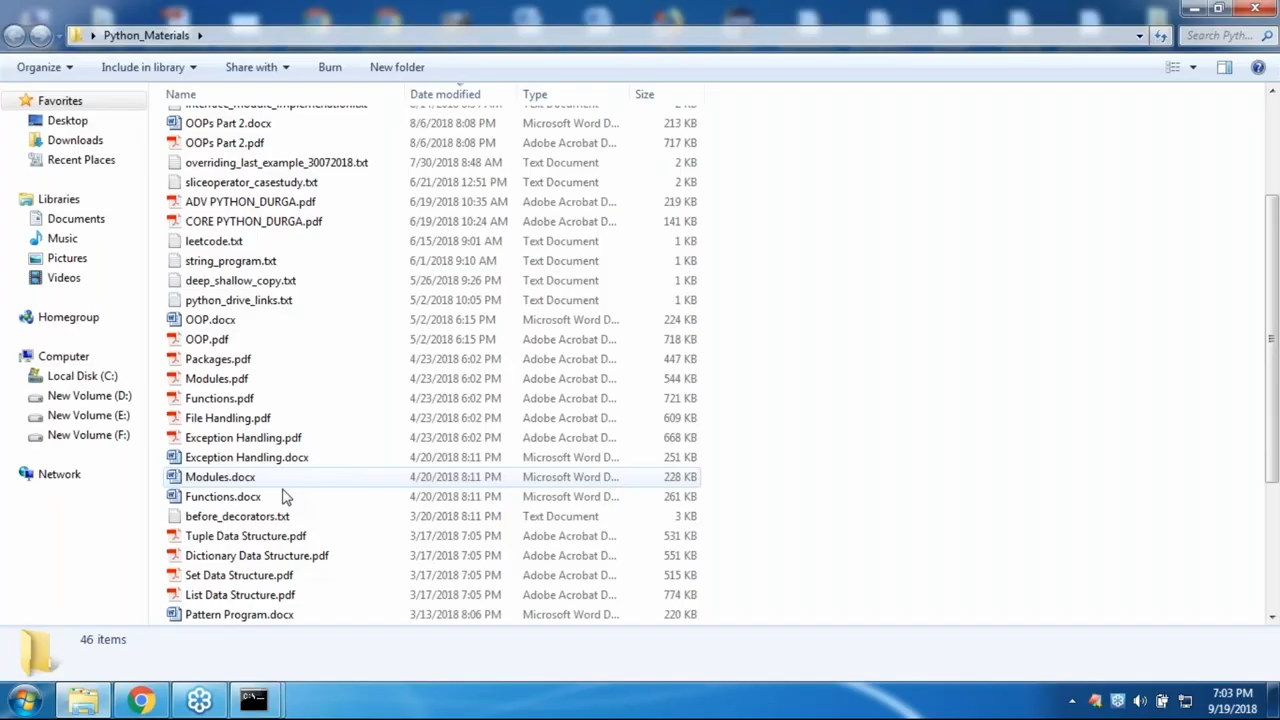 Python_Materials
Search Pyth...
Organize Include in library Share with Burn New folder
Name Date modified Type Size
Favorites
Desktop
Downloads
Recent Places
Libraries
Documents
Music
Pictures
Videos
Homegroup
Computer
Local Disk (C:)
New Volume (D:)
New Volume (E:)
New Volume (F:)
Network
OOPs Part 2.docx 8/6/2018 8:08 PM Microsoft Word D... 213 KB
OOPs Part 2.pdf 8/6/2018 8:08 PM Adobe Acrobat D... 717 KB
overriding_last_example_30072018.txt 7/30/2018 8:48 AM Text Document 2 KB
sliceoperator_casestudy.txt 6/21/2018 12:51 PM Text Document 2 KB
ADV PYTHON_DURGA.pdf 6/19/2018 10:35 AM Adobe Acrobat D... 219 KB
CORE PYTHON_DURGA.pdf 6/19/2018 10:24 AM Adobe Acrobat D... 141 KB
leetcode.txt 6/15/2018 9:01 AM Text Document 1 KB
string_program.txt 6/1/2018 9:10 AM Text Document 1 KB
deep_shallow_copy.txt 5/26/2018 9:26 PM Text Document 1 KB
python_drive_links.txt 5/2/2018 10:05 PM Text Document 1 KB
OOP.docx 5/2/2018 6:15 PM Microsoft Word D... 224 KB
OOP.pdf 5/2/2018 6:15 PM Adobe Acrobat D... 718 KB
Packages.pdf 4/23/2018 6:02 PM Adobe Acrobat D... 447 KB
Modules.pdf 4/23/2018 6:02 PM Adobe Acrobat D... 544 KB
Functions.pdf 4/23/2018 6:02 PM Adobe Acrobat D... 721 KB
File Handling.pdf 4/23/2018 6:02 PM Adobe Acrobat D... 609 KB
Exception Handling.pdf 4/23/2018 6:02 PM Adobe Acrobat D... 668 KB
Exception Handling.docx 4/20/2018 8:11 PM Microsoft Word D... 251 KB
Modules.docx 4/20/2018 8:11 PM Microsoft Word D... 228 KB
Functions.docx 4/20/2018 8:11 PM Microsoft Word D... 261 KB
before_decorators.txt 3/20/2018 8:11 PM Text Document 3 KB
Tuple Data Structure.pdf 3/17/2018 7:05 PM Adobe Acrobat D... 531 KB
Dictionary Data Structure.pdf 3/17/2018 7:05 PM Adobe Acrobat D... 551 KB
Set Data Structure.pdf 3/17/2018 7:05 PM Adobe Acrobat D... 515 KB
List Data Structure.pdf 3/17/2018 7:05 PM Adobe Acrobat D... 774 KB
Pattern Program.docx 3/13/2018 8:06 PM Microsoft Word D... 220 KB
46 items
7:03 PM
9/19/2018